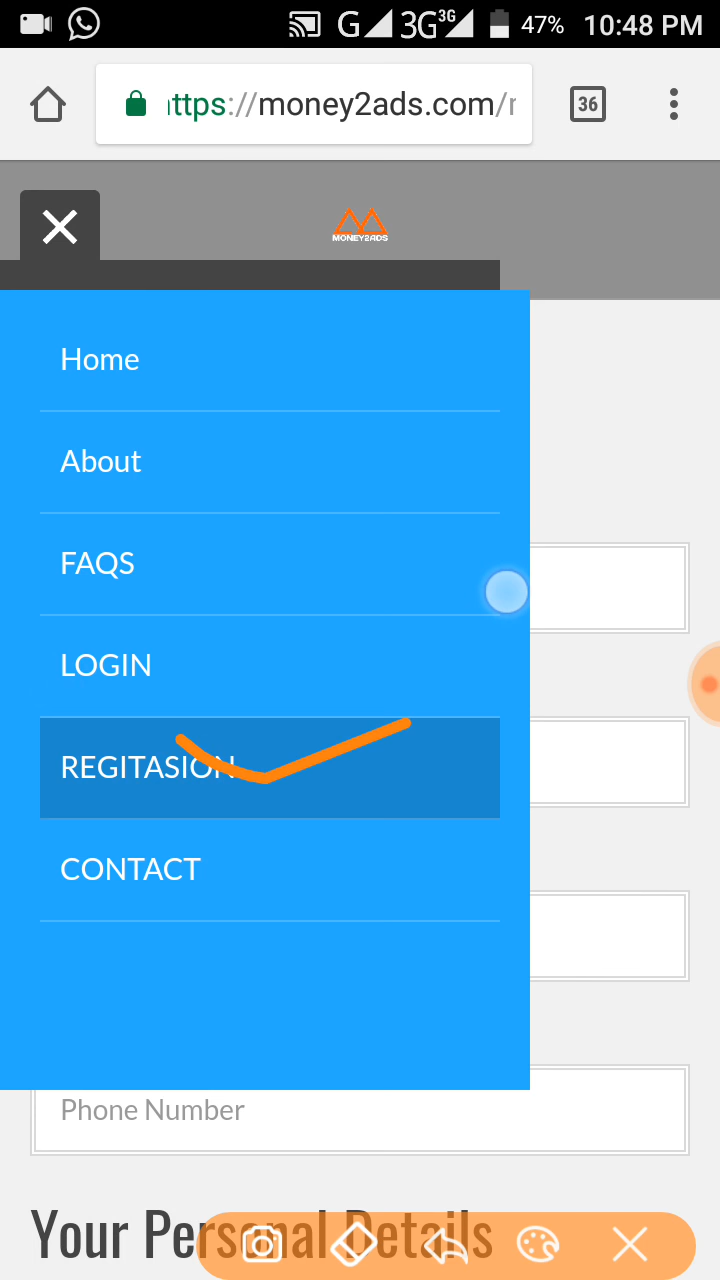 G 3G 3G 47% 10:48 PM
ttps://money2ads.com/r
36
MONEY2ADS
Home
About
FAQS
LOGIN
REGITASION
CONTACT
Phone Number
Your Personal Details